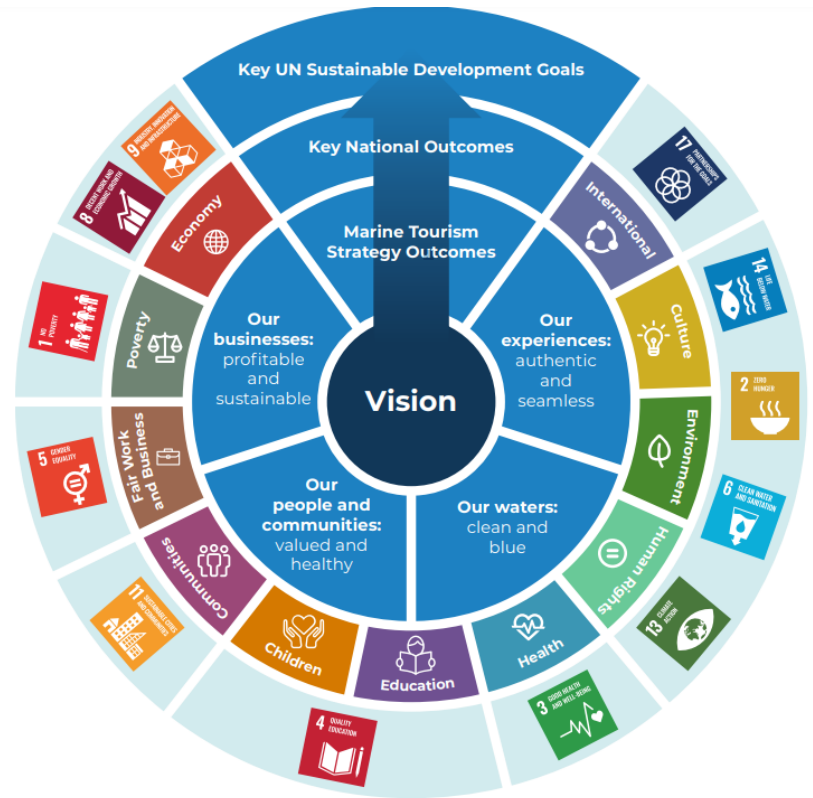 Key UN Sustainable Development Goals
Key National Outcomes
Marine Tourism
Strategy Outcomes
Vision
Our
experiences:
authentic
and
seamless
Our waters:
clean and
blue
Our
people and
communities:
valued and
healthy
Our
businesses:
profitable
and
sustainable
International
Culture
Environment
Human Rights
Health
Education
Children
Communities
Fair Work
and Business
Poverty
Economy
17 PARTNERSHIPS
FOR THE GOALS
14 LIFE
BELOW WATER
2 ZERO
HUNGER
6 CLEAN WATER
AND SANITATION
13 CLIMATE
ACTION
3 GOOD HEALTH
AND WELL-BEING
4 QUALITY
EDUCATION
11 SUSTAINABLE CITIES
AND COMMUNITIES
5 GENDER
EQUALITY
1 NO
POVERTY
8 DECENT WORK AND
ECONOMIC GROWTH
9 INDUSTRY, INNOVATION
AND INFRASTRUCTURE